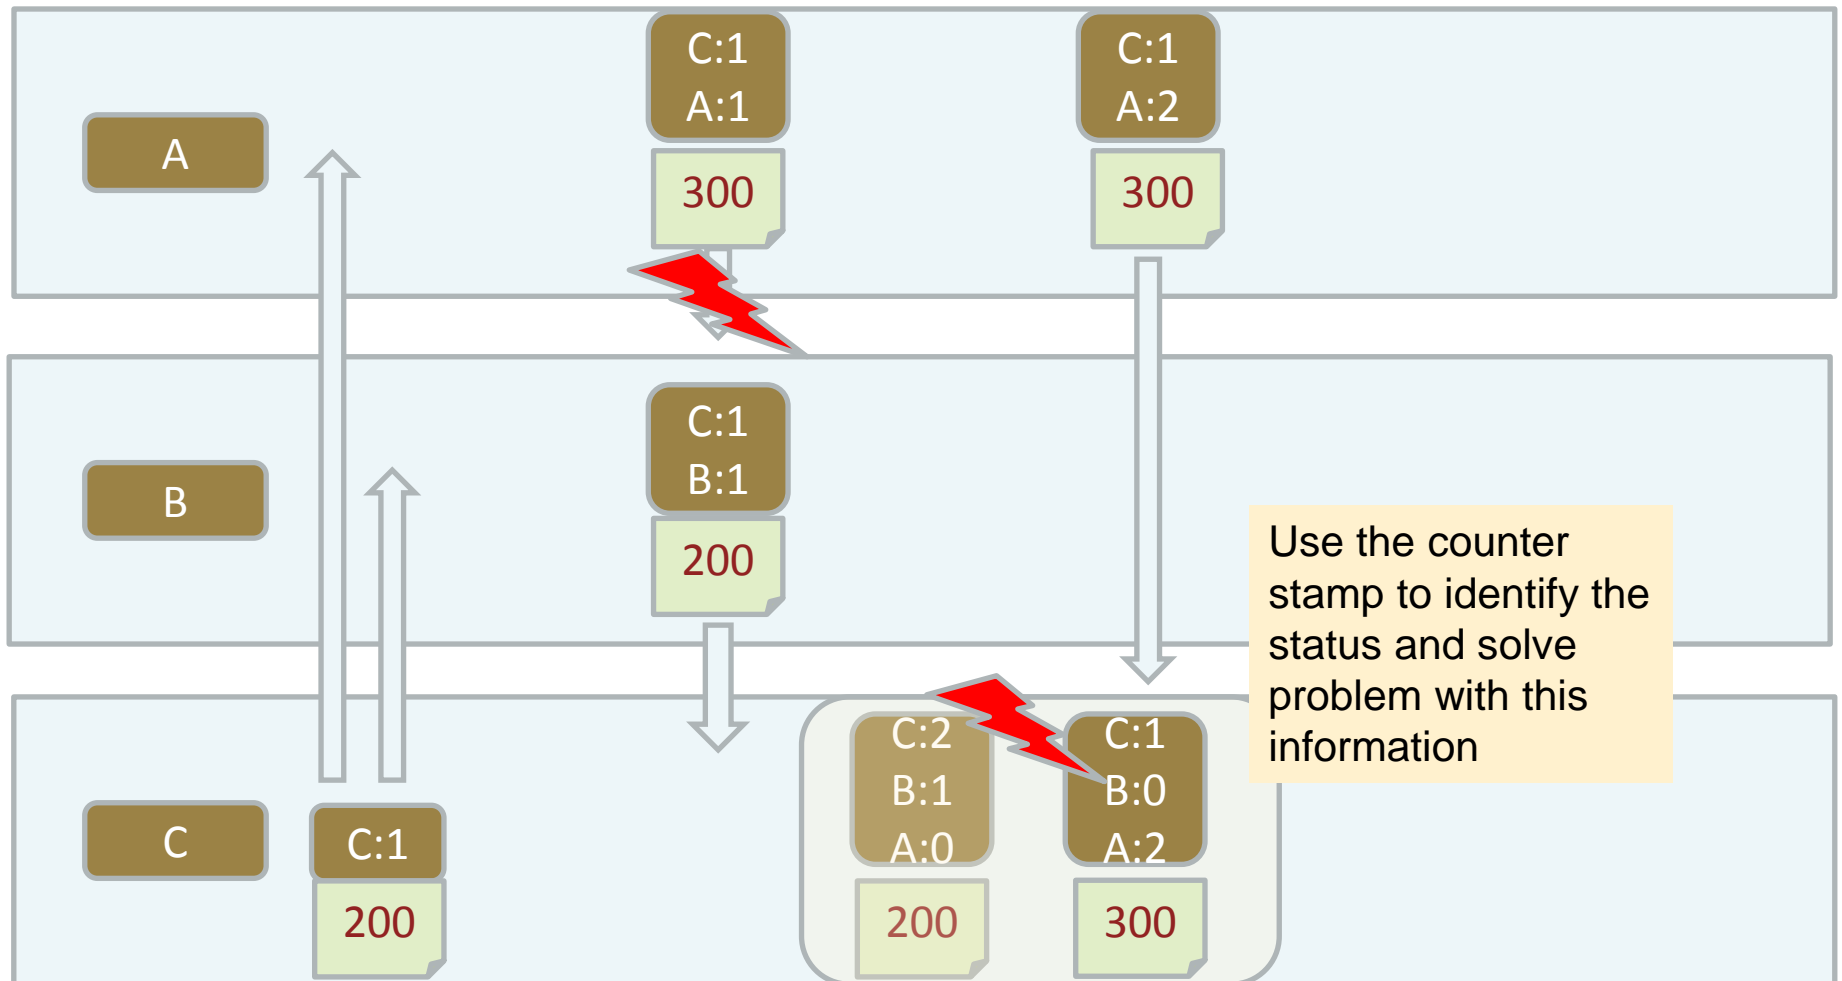 A
C:1
A:1
300
C:1
A:2
300
B
C:1
B:1
200
Use the counter
stamp to identify the
status and solve
problem with this
information
C
C:1
200
C:2
B:1
A:0
200
C:1
B:0
A:2
300